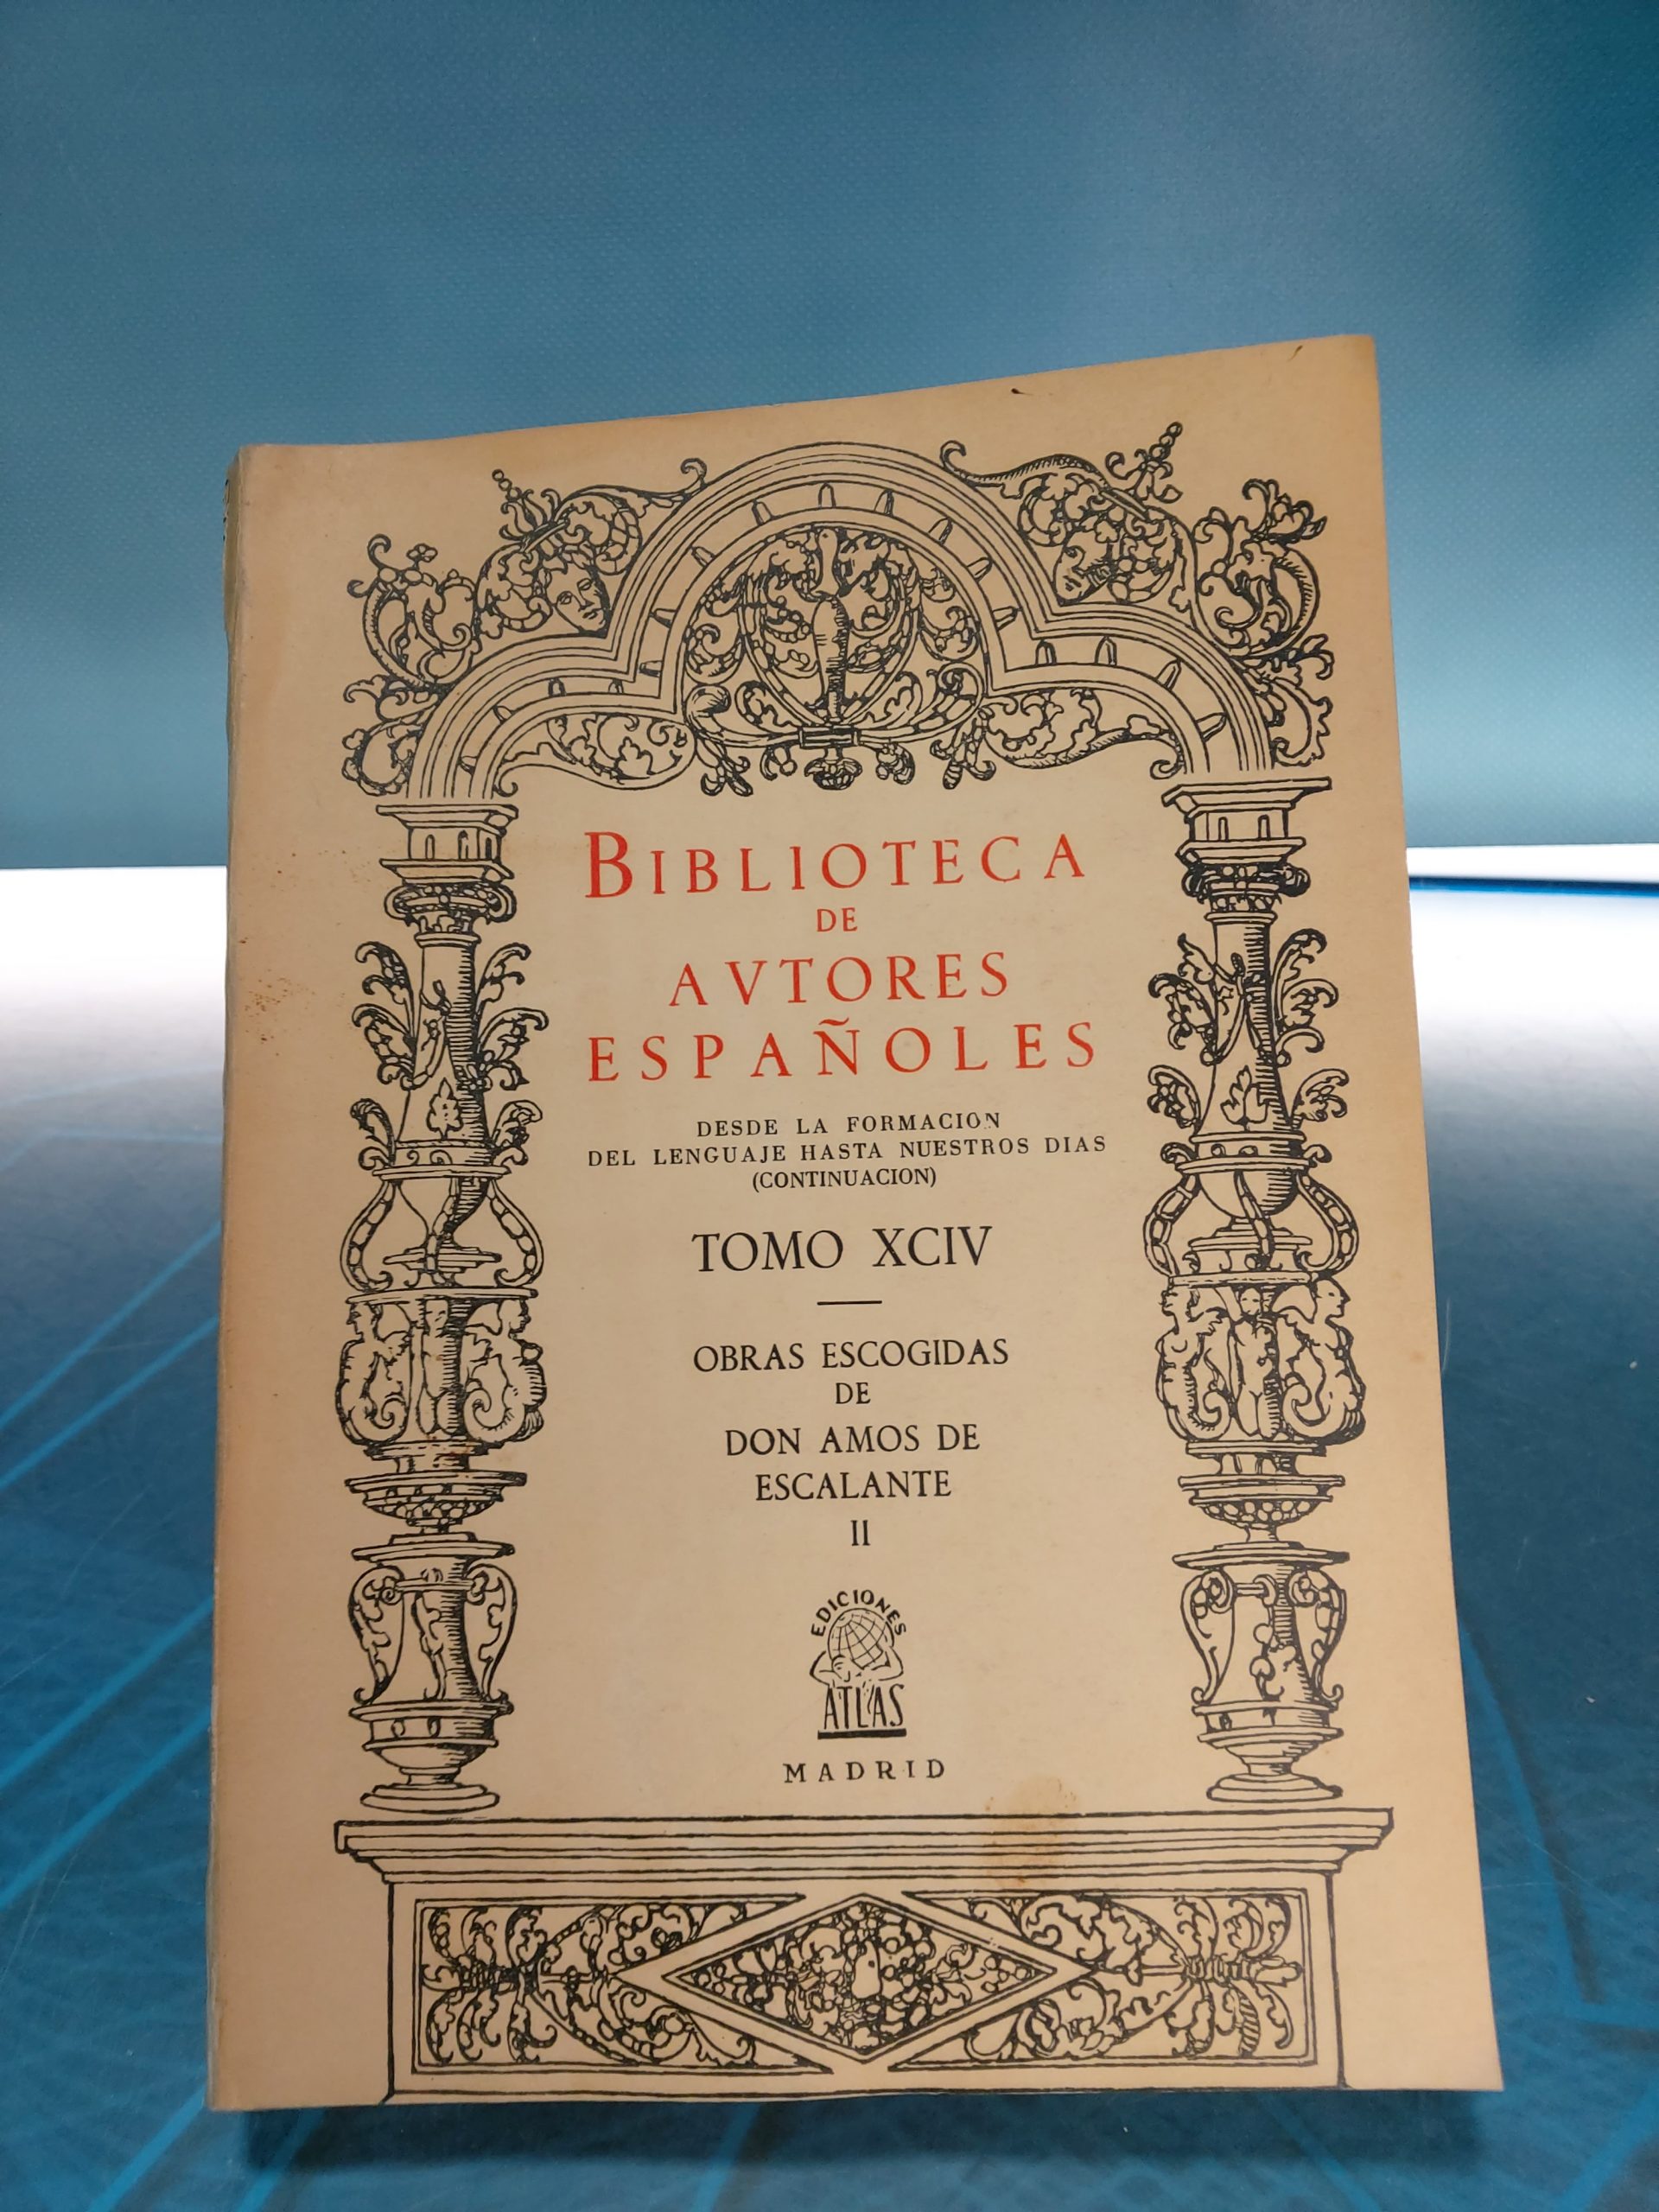 BIBLIOTECA
DE
AVTORES
ESPAÑOLES
DESDE LA FORMACION
DEL LENGUAJE HASTA NUESTROS DIAS
(CONTINUACION)
TOMO XCIV
OBRAS ESCOGIDAS
DE
DON AMOS DE
ESCALANTE
II
EDICIONES
ATLAS
MADRID